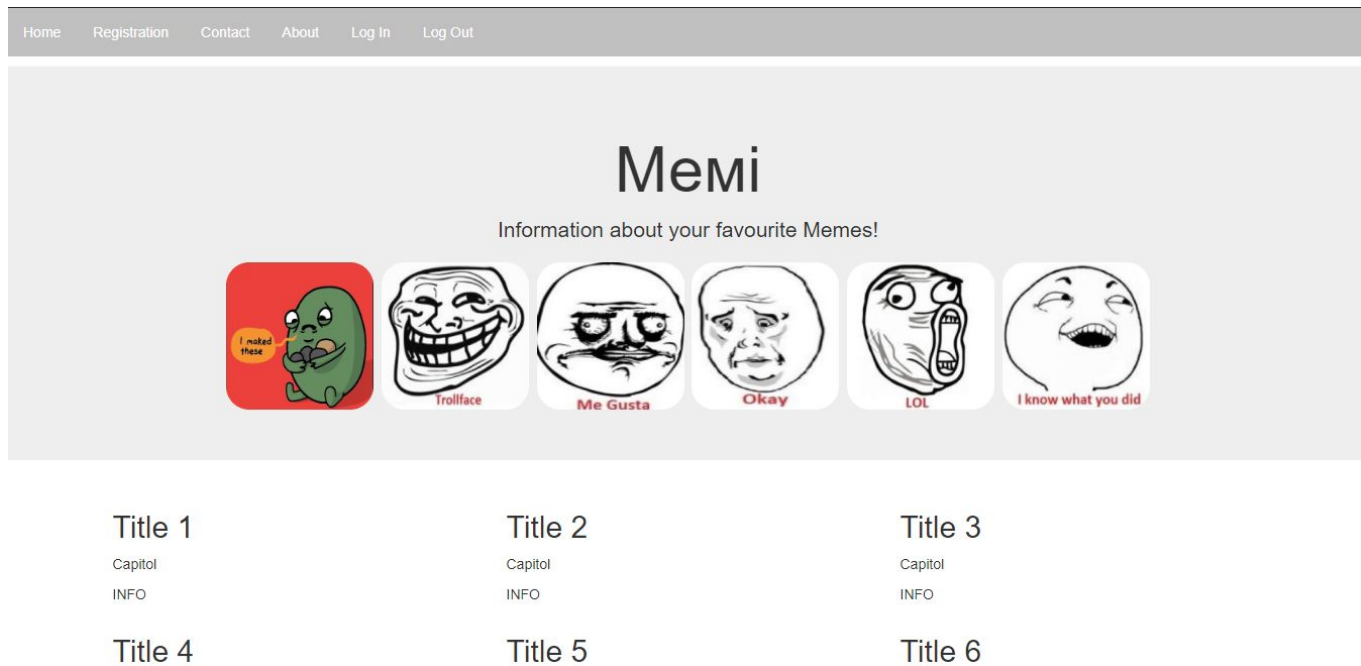 Home Registration Contact About Log In Log Out
Мемі
Information about your favourite Memes!
I maked
these
Trollface
Me Gusta
Okay
LOL
I know what you did
Title 1 Title 2 Title 3
Capitol Capitol Capitol
INFO INFO INFO
Title 4 Title 5 Title 6